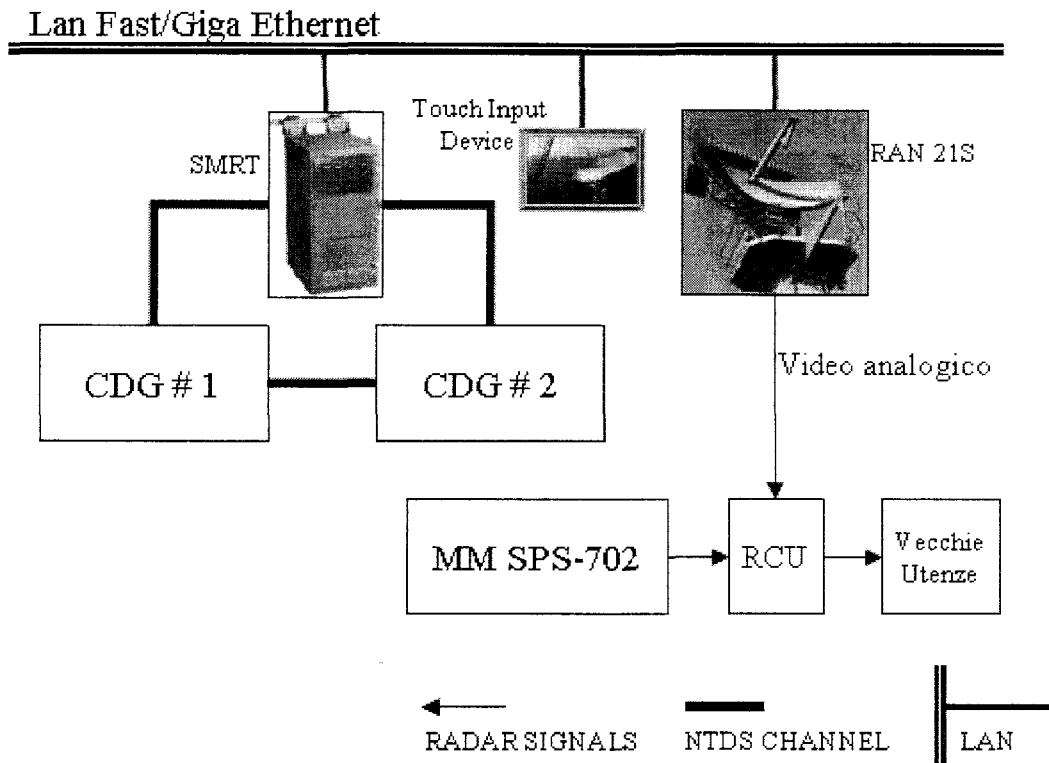 Lan Fast/Giga Ethernet
Touch Input
Device
SMRT
RAN 21S
CDG # 1
CDG # 2
Video analogico
MM SPS-702
RCU
Vecchie
Utenze
RADAR SIGNALS
NTDS CHANNEL
LAN